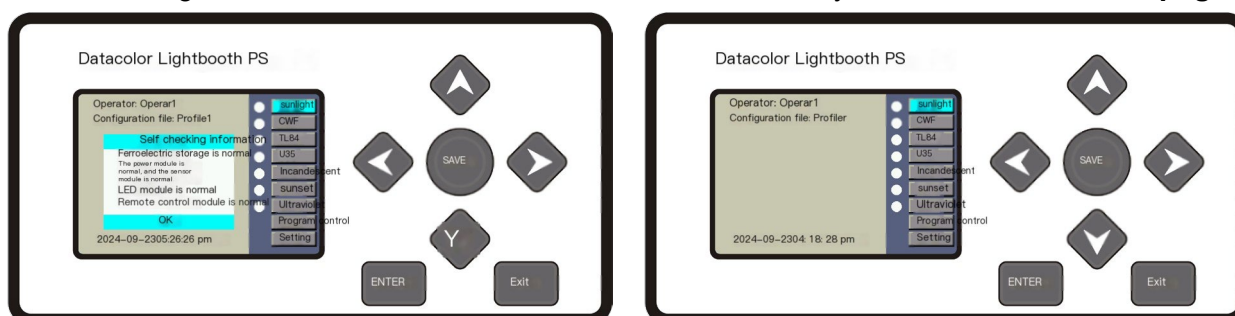 Datacolor Lightbooth PS
Operator: Operar1
Configuration file: Profile1
Self checking information
Ferroelectric storage is normal
The power module is
normal, and the sensor
module is normal
LED module is normal
Remote control module is normal
OK
2024-09-2305:26:26 pm
sunlight
CWF
TL84
U35
Incandescent
sunset
Ultraviolet
Program control
Setting
SAVE
Y
ENTER
Exit
Datacolor Lightbooth PS
Operator: Operar1
Configuration file: Profiler
2024-09-2304: 18: 28 pm
sunlight
CWF
TL84
U35
Incandescent
sunset
Ultraviolet
Program control
Setting
SAVE
ENTER
Exit